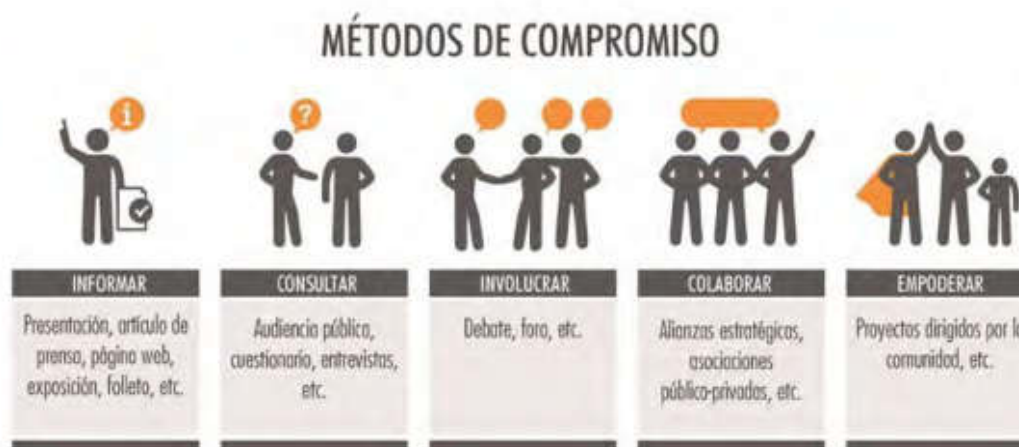 MÉTODOS DE COMPROMISO
i
?
INFORMAR
Presentación, artículo de
prensa, página web,
exposición, folleto, etc.
CONSULTAR
Audiencia pública,
cuestionario, entrevistas,
etc.
INVOLUCRAR
Debate, foro, etc.
COLABORAR
Alianzas estratégicas,
asociaciones
público-privadas, etc.
EMPODERAR
Proyectos dirigidos por l
comunidad, etc.